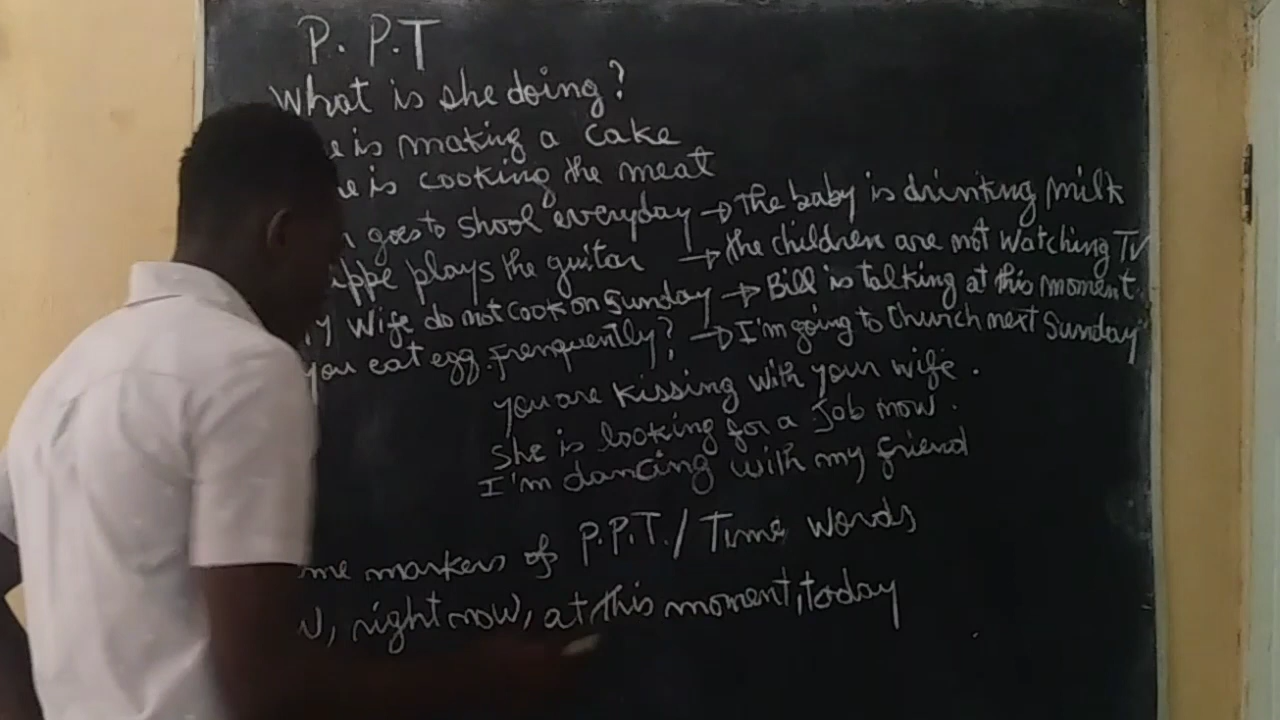 P. P.T
What is she doing?
e is making a cake
e is cooking the meat
goes to shool everyday → the baby is drinking milk
ppe plays the guitar → the children are not watching TV
y Wife do not cook on Sunday → Bill is talking at this moment.
you eat egg frenquently? → I'm going to Church next Sunday
you are kissing with your wife.
she is looking for a Job now.
I'm dancing with my friend
me markers of P.P.T. / Time Words
right now, at this moment, today